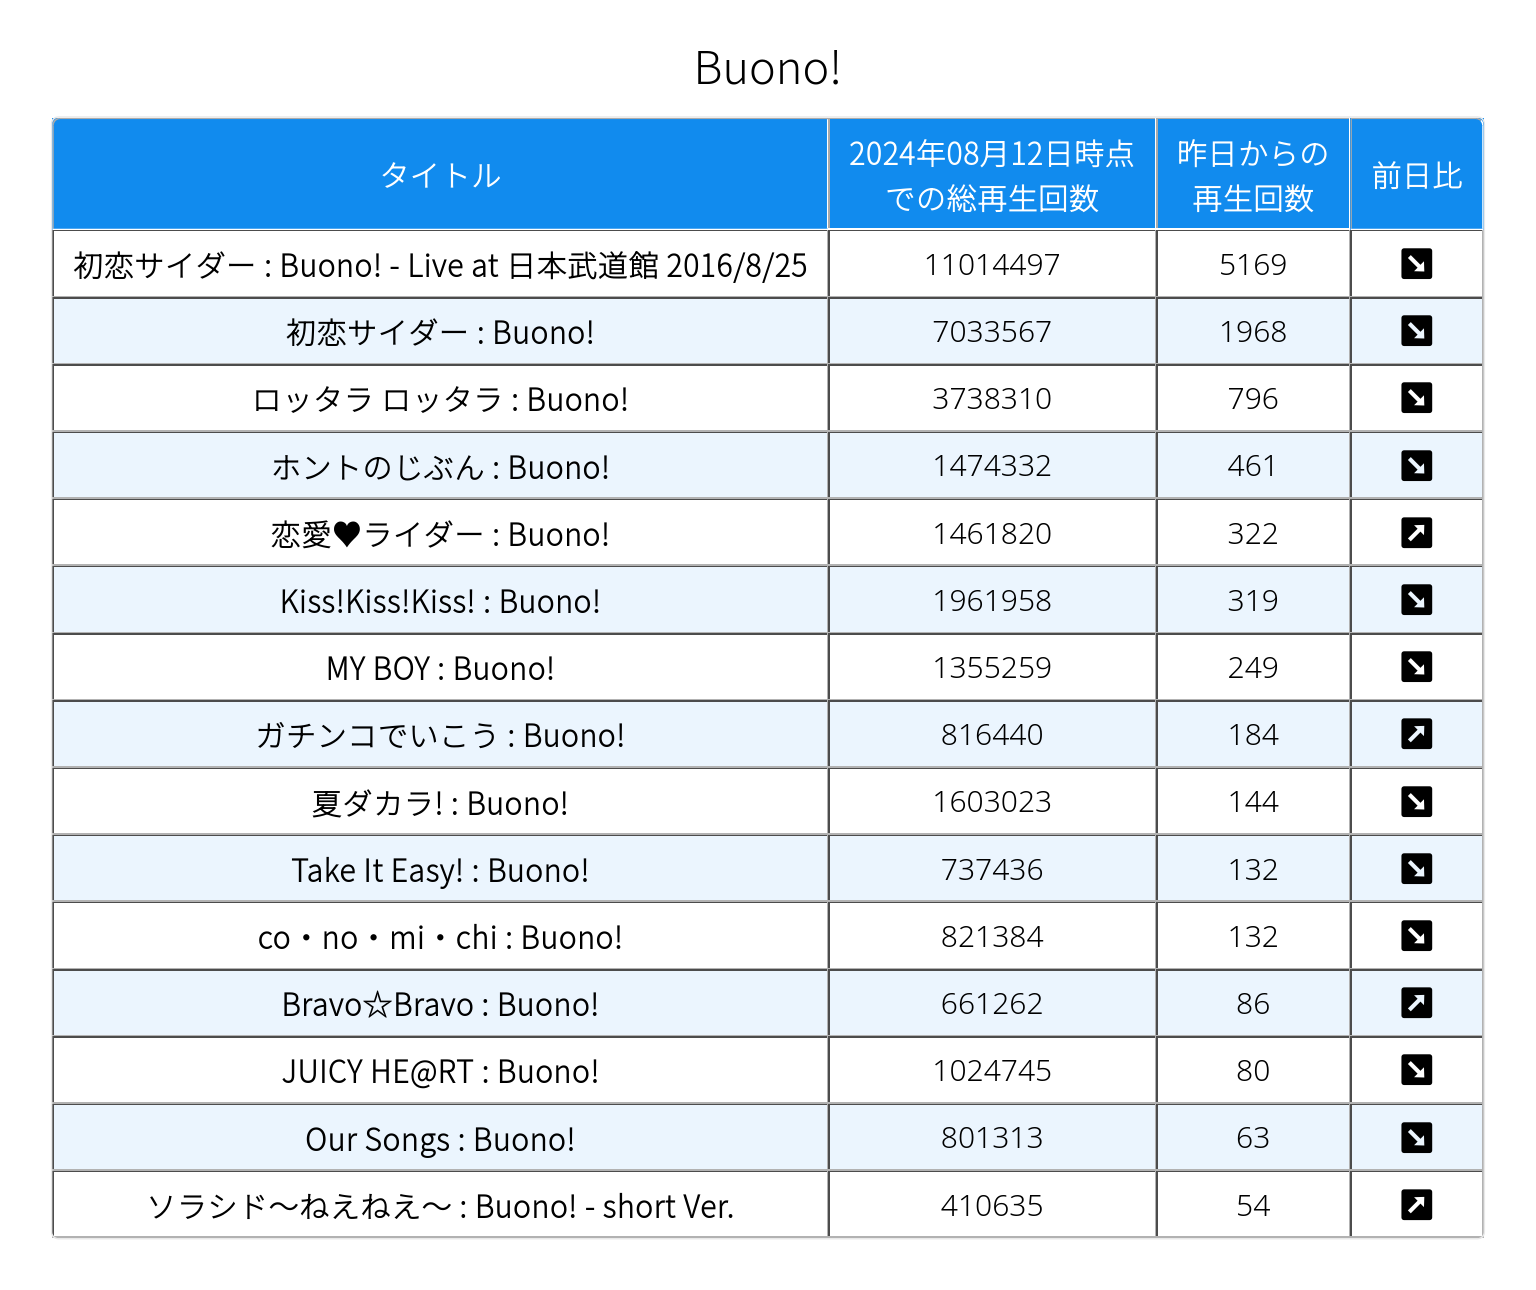 Buono!
タイトル
2024年08月12日時点
での総再生回数
昨日からの
再生回数
前日比
初恋サイダー : Buono! - Live at 日本武道館 2016/8/25 11014497 5169 ↘
初恋サイダー : Buono! 7033567 1968 ↘
ロッタラ ロッタラ : Buono! 3738310 796 ↘
ホントのじぶん : Buono! 1474332 461 ↘
恋愛♥ライダー : Buono! 1461820 322 ↗
Kiss!Kiss!Kiss! : Buono! 1961958 319 ↘
MY BOY : Buono! 1355259 249 ↘
ガチンコでいこう : Buono! 816440 184 ↗
夏ダカラ! : Buono! 1603023 144 ↘
Take It Easy! : Buono! 737436 132 ↘
co・no・mi・chi : Buono! 821384 132 ↘
Bravo☆Bravo : Buono! 661262 86 ↗
JUICY HE@RT : Buono! 1024745 80 ↘
Our Songs : Buono! 801313 63 ↘
ソラシド〜ねえねえ〜 : Buono! - short Ver. 410635 54 ↗